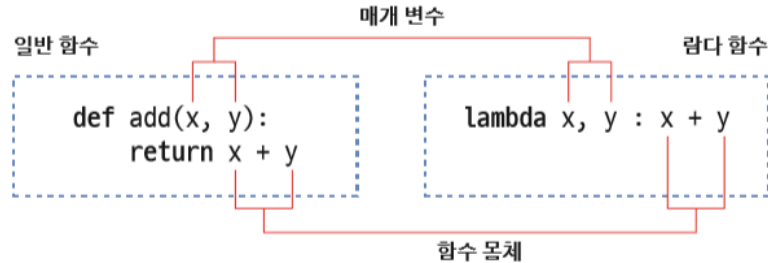 매개 변수
일반 함수
람다 함수
def add(x, y):
return x + y
lambda x, y : x + y
함수 몸체